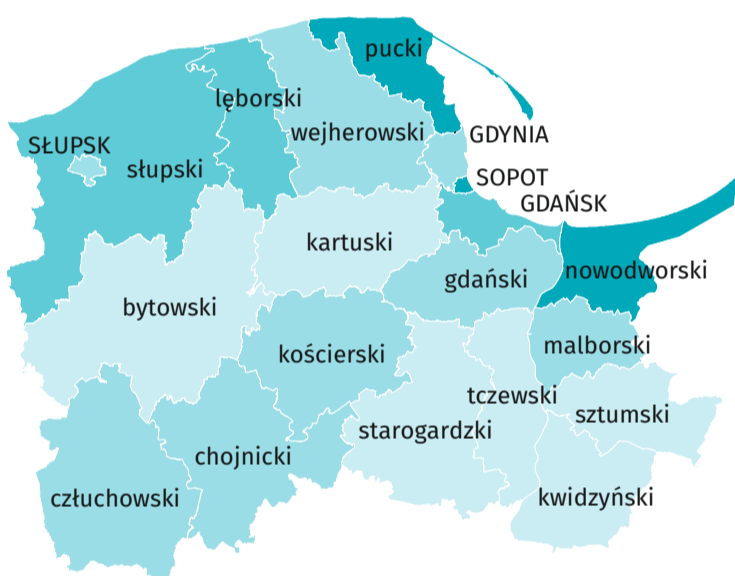 pucki
lęborski
wejherowski
GDYNIA
SŁUPSK
słupski
SOPOT
GDAŃSK
kartuski
gdański
nowodworski
bytowski
kościerski
malborski
tczewski
sztumski
starogardzki
chojnicki
człuchowski
kwidzyński